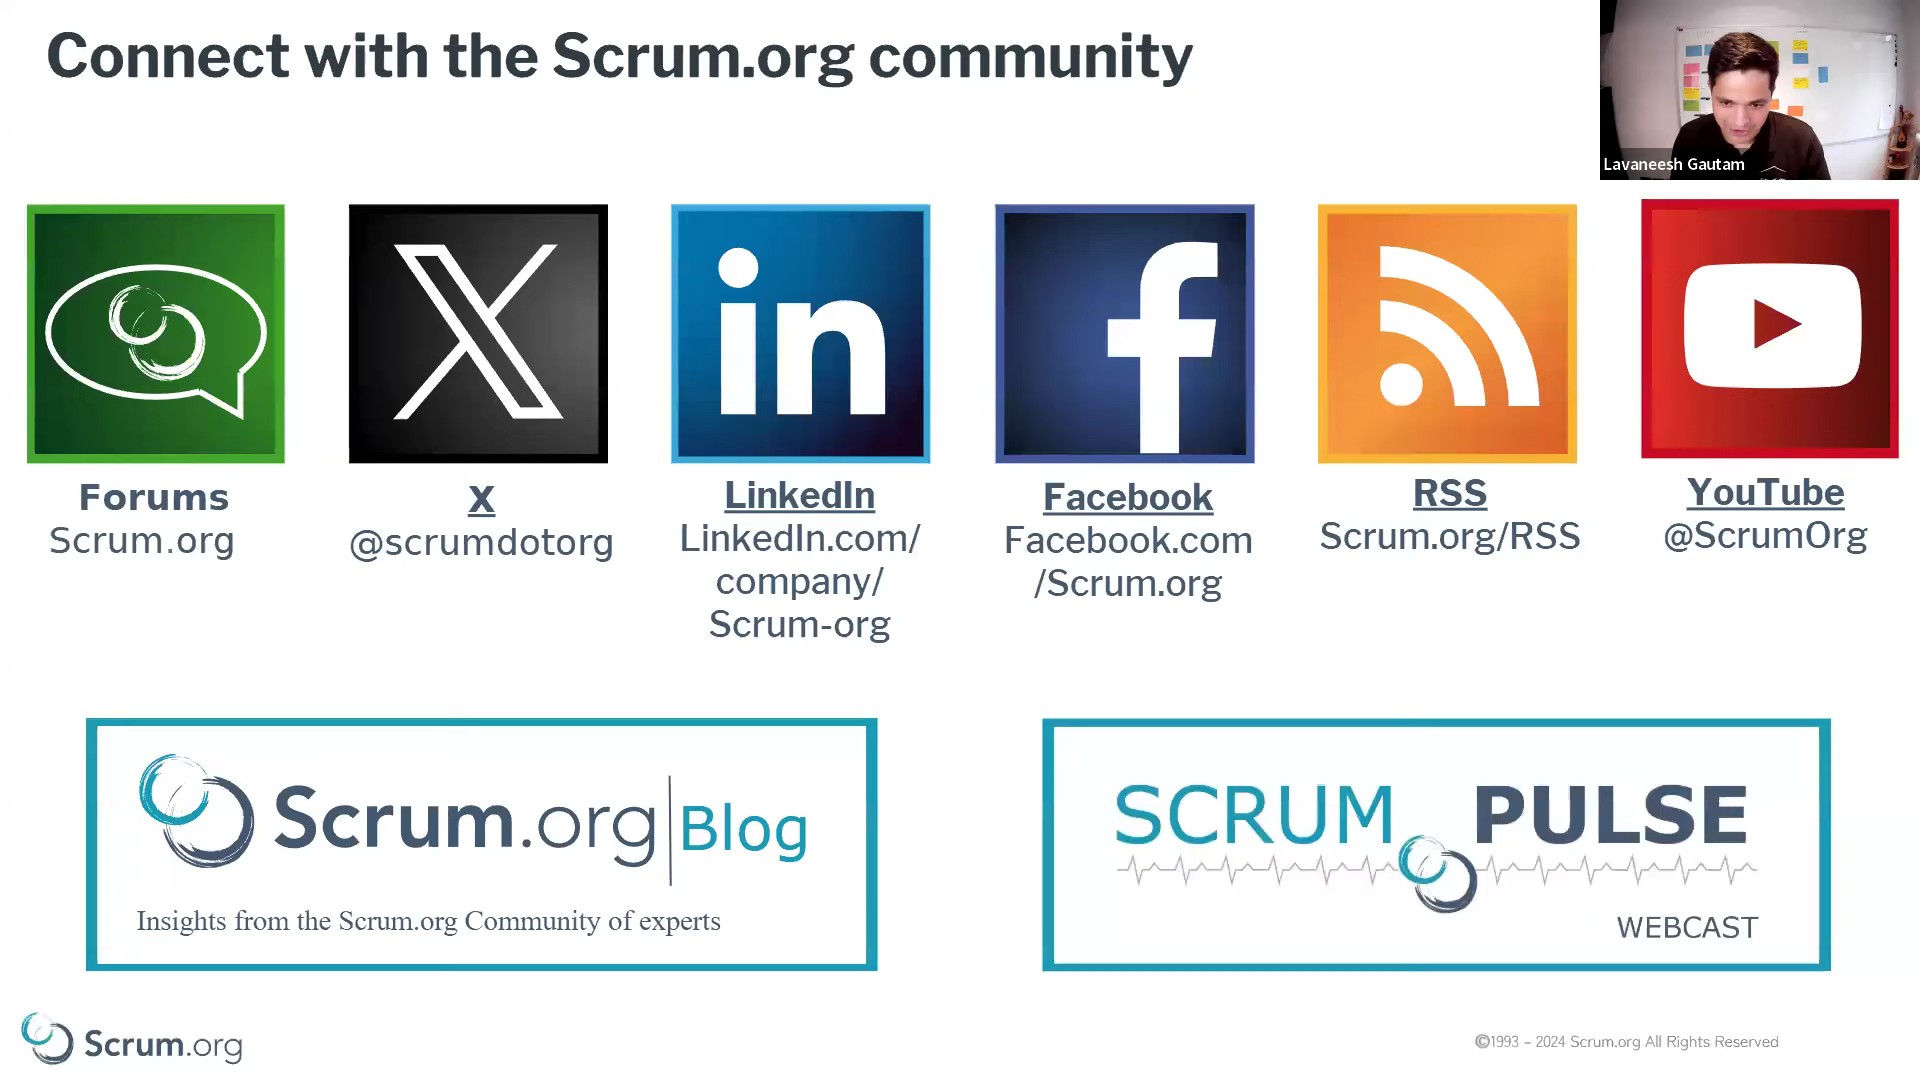 Connect with the Scrum.org community
Lavaneesh Gautam
Forums
Scrum.org
X
@scrumdotorg
LinkedIn
LinkedIn.com/
company/
Scrum-org
Facebook
Facebook.com
/Scrum.org
RSS
Scrum.org/RSS
YouTube
@ScrumOrg
Scrum.org|Blog
Insights from the Scrum.org Community of experts
SCRUM PULSE
WEBCAST
Scrum.org
©1993 – 2024 Scrum.org All Rights Reserved